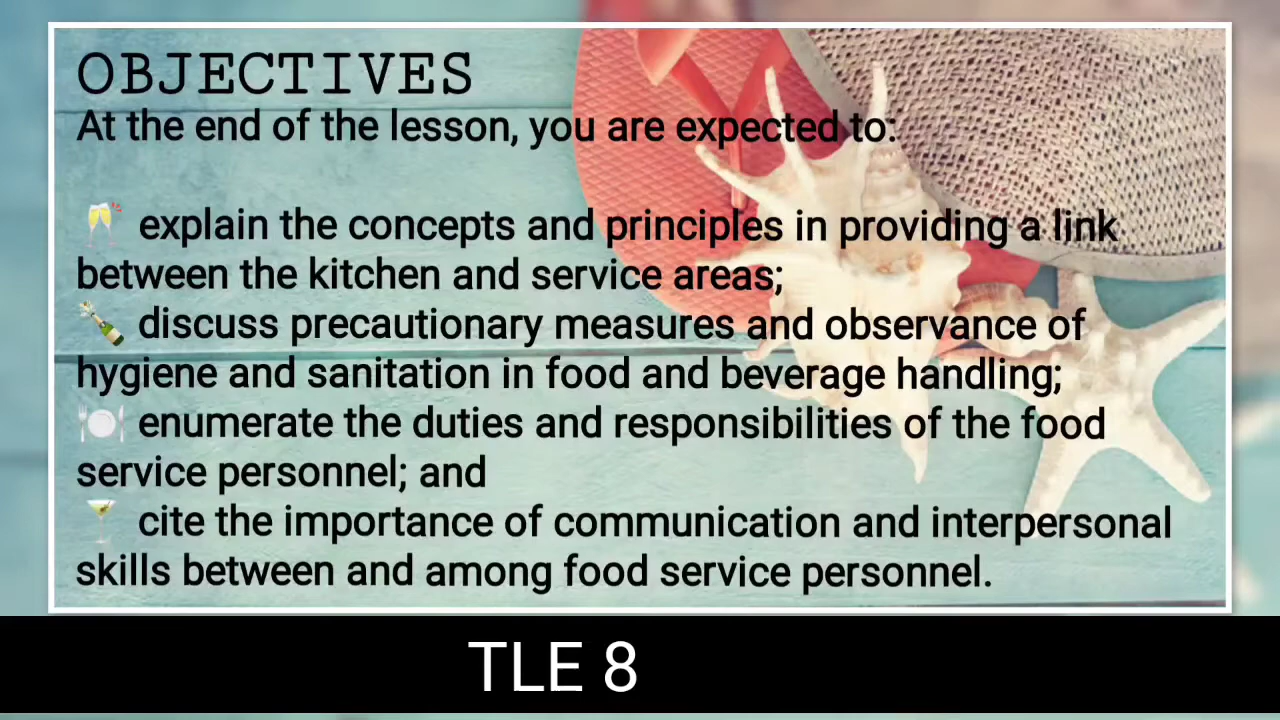 OBJECTIVES
At the end of the lesson, you are expected to:
🥂 explain the concepts and principles in providing a link
between the kitchen and service areas;
🍾 discuss precautionary measures and observance of
hygiene and sanitation in food and beverage handling;
🍽️ enumerate the duties and responsibilities of the food
service personnel; and
🍸 cite the importance of communication and interpersonal
skills between and among food service personnel.
TLE 8